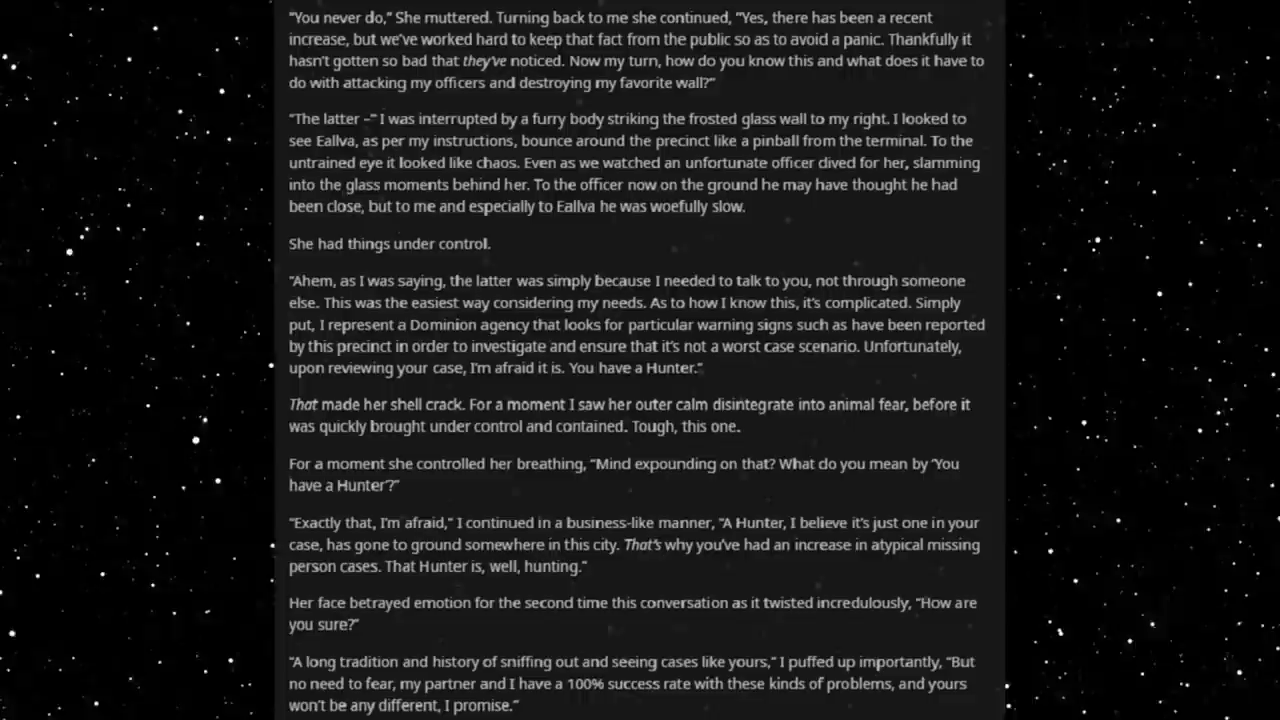 “You never do,” She muttered. Turning back to me she continued, “Yes, there has been a recent
increase, but we’ve worked hard to keep that fact from the public so as to avoid a panic. Thankfully it
hasn’t gotten so bad that they’ve noticed. Now my turn, how do you know this and what does it have to
do with attacking my officers and destroying my favorite wall?”
“The latter –” I was interrupted by a furry body striking the frosted glass wall to my right. I looked to
see Eallva, as per my instructions, bounce around the precinct like a pinball from the terminal. To the
untrained eye it looked like chaos. Even as we watched an unfortunate officer dived for her, slamming
into the glass moments behind her. To the officer now on the ground he may have thought he had
been close, but to me and especially to Eallva he was woefully slow.
She had things under control.
“Ahem, as I was saying, the latter was simply because I needed to talk to you, not through someone
else. This was the easiest way considering my needs. As to how I know this, it’s complicated. Simply
put, I represent a Dominion agency that looks for particular warning signs such as have been reported
by this precinct in order to investigate and ensure that it’s not a worst case scenario. Unfortunately,
upon reviewing your case, I’m afraid it is. You have a Hunter.”
That made her shell crack. For a moment I saw her outer calm disintegrate into animal fear, before it
was quickly brought under control and contained. Tough, this one.
For a moment she controlled her breathing, “Mind expounding on that? What do you mean by ‘You
have a Hunter’?”
“Exactly that, I’m afraid,” I continued in a business-like manner, “A Hunter, I believe it’s just one in your
case, has gone to ground somewhere in this city. That’s why you’ve had an increase in atypical missing
person cases. That Hunter is, well, hunting.”
Her face betrayed emotion for the second time this conversation as it twisted incredulously, “How are
you sure?”
“A long tradition and history of sniffing out and seeing cases like yours,” I puffed up importantly, “But
no need to fear, my partner and I have a 100% success rate with these kinds of problems, and yours
won’t be any different, I promise.”